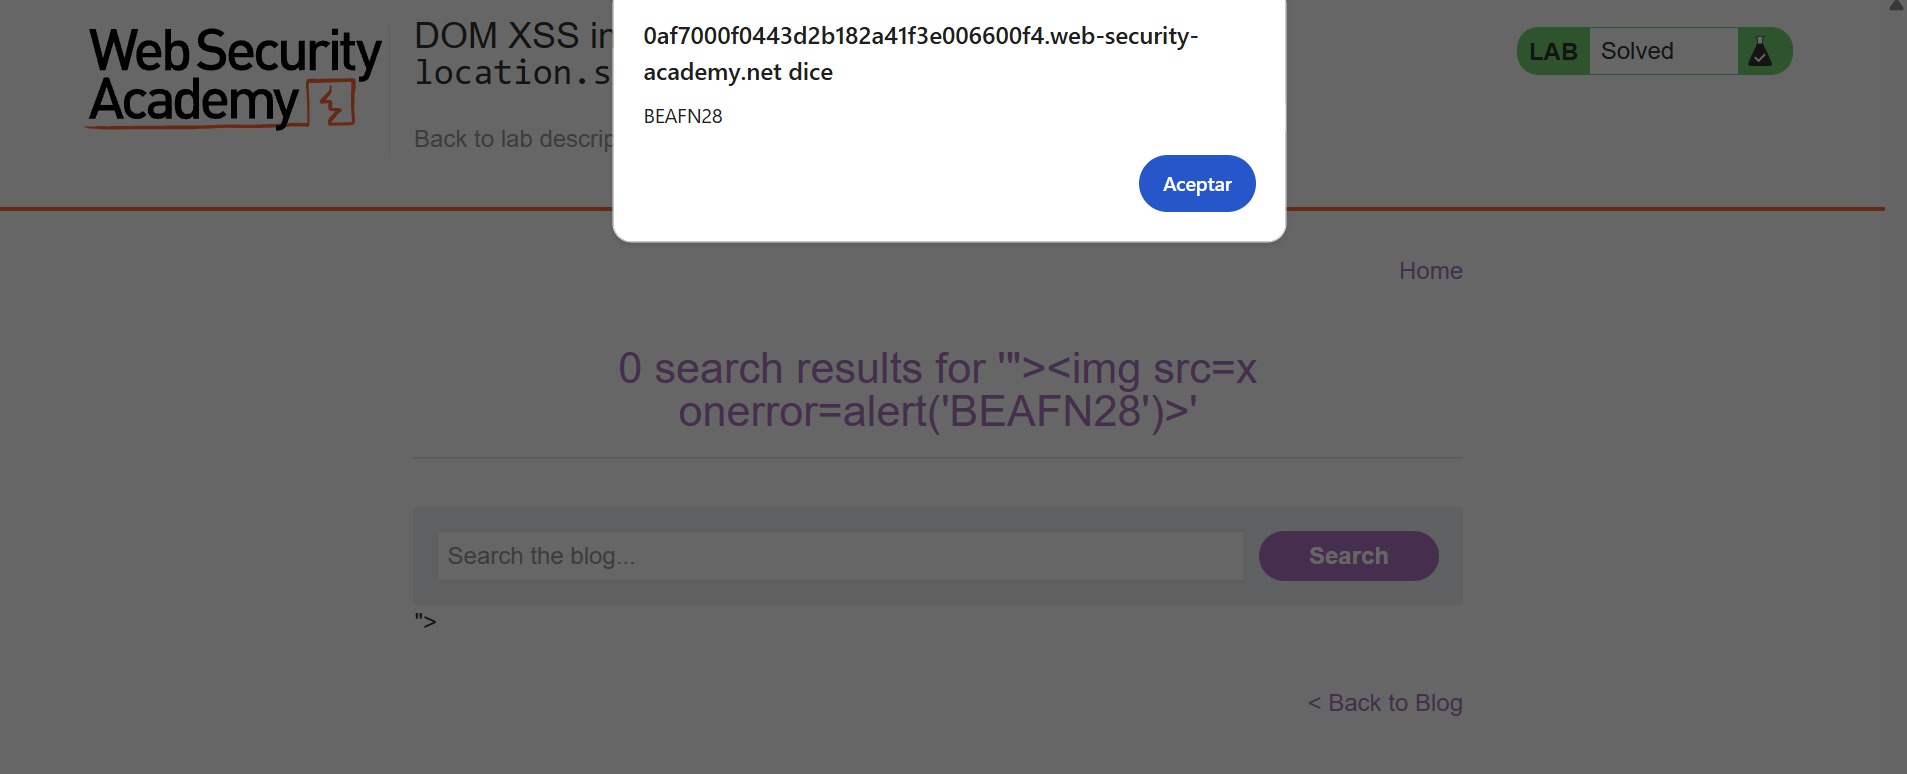 Web Security
Academy
DOM XSS in
location.s
Back to lab descrip
0af7000f0443d2b182a41f3e006600f4.web-security-
academy.net dice
BEAFN28
Aceptar
LAB Solved
Home
0 search results for '"><img src=x
onerror=alert('BEAFN28')>'
Search the blog...
Search
">
< Back to Blog